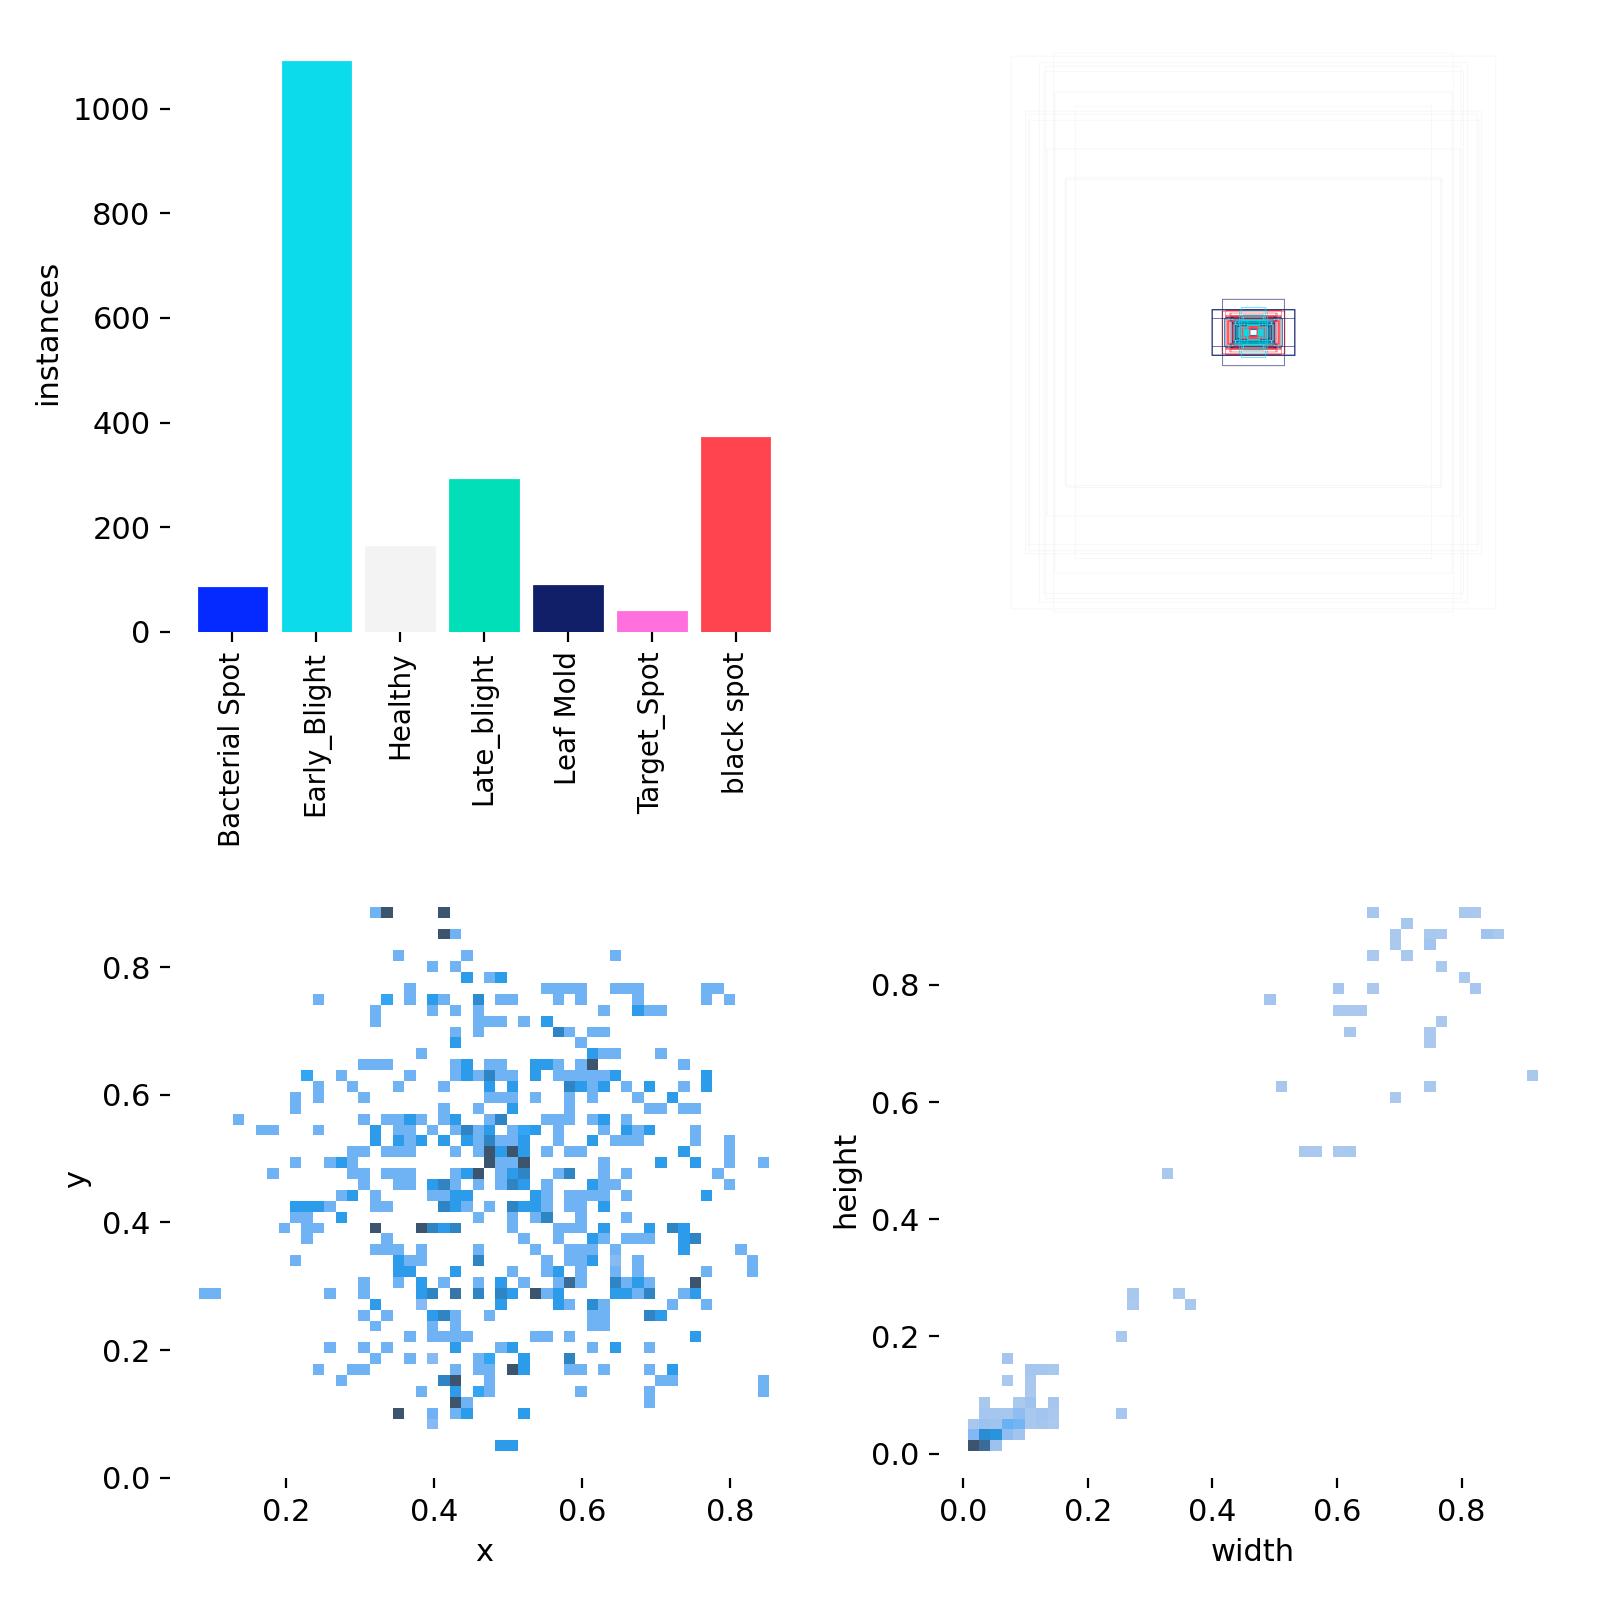 instances
1000
800
600
400
200
0
Bacterial Spot
Early_Blight
Healthy
Late_blight
Leaf Mold
Target_Spot
black spot
y
0.8
0.6
0.4
0.2
0.0
0.2 0.4 0.6 0.8
x
height
0.8
0.6
0.4
0.2
0.0
0.0 0.2 0.4 0.6 0.8
width